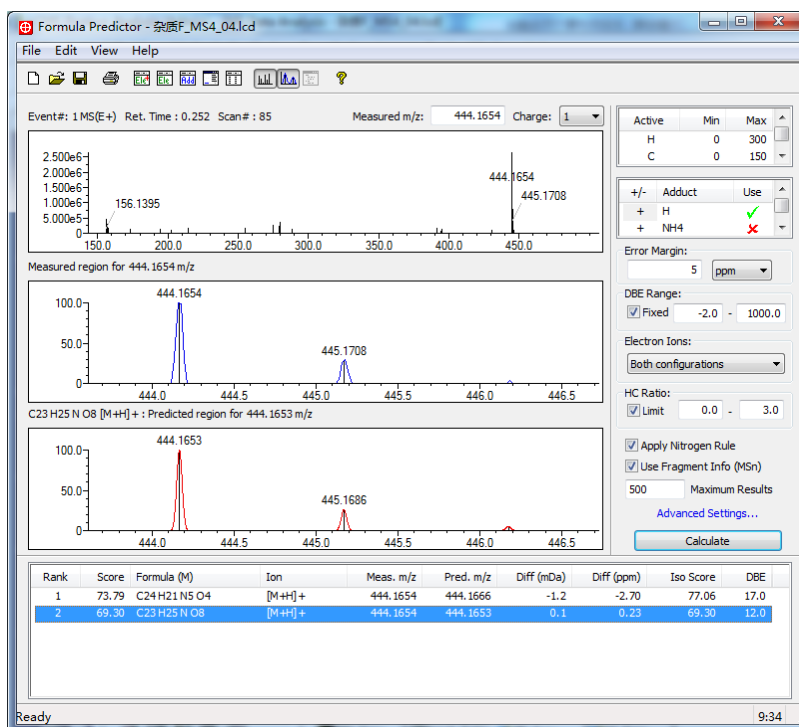 Formula Predictor - 杂质F_MS4_04.lcd
File Edit View Help
Event#: 1 MS(E+) Ret. Time : 0.252 Scan# : 85 Measured m/z: 444.1654 Charge: 1
2.500e6
2.000e6
1.500e6
1.000e6
5.000e5
0
444.1654
445.1708
156.1395
150.0 200.0 250.0 300.0 350.0 400.0 450.0
Measured region for 444.1654 m/z
100.0
50.0
0
444.1654
445.1708
444.0 444.5 445.0 445.5 446.0 446.5
C23 H25 N O8 [M+H]+ : Predicted region for 444.1653 m/z
100.0
50.0
0
444.1653
445.1686
444.0 444.5 445.0 445.5 446.0 446.5
Active Min Max
H 0 300
C 0 150
+/- Adduct Use
+ H
+ NH4
Error Margin:
5 ppm
DBE Range:
Fixed -2.0 - 1000.0
Electron Ions:
Both configurations
HC Ratio:
Limit 0.0 - 3.0
Apply Nitrogen Rule
Use Fragment Info (MSn)
500 Maximum Results
Advanced Settings...
Calculate
Rank Score Formula (M) Ion Meas. m/z Pred. m/z Diff (mDa) Diff (ppm) Iso Score DBE
1 73.79 C24 H21 N5 O4 [M+H]+ 444.1654 444.1666 -1.2 -2.70 77.06 17.0
2 69.30 C23 H25 N O8 [M+H]+ 444.1654 444.1653 0.1 0.23 69.30 12.0
Ready 9:34